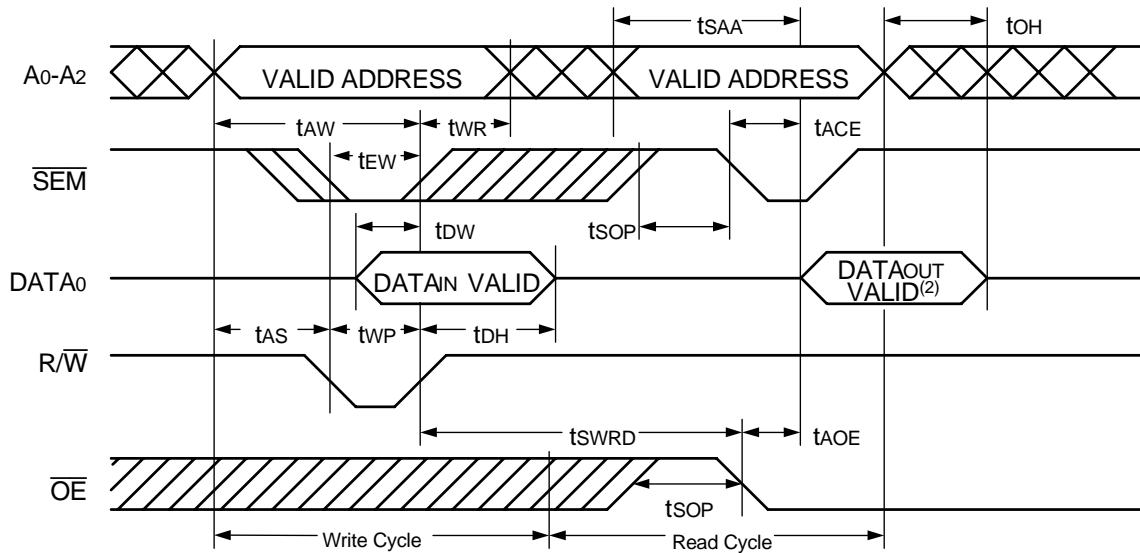 tSAA
tOH
A0-A2
VALID ADDRESS
VALID ADDRESS
tAW
tWR
tACE
tEW
SEM
tSOP
tDW
DATA0
DATAIN VALID
DATAOUT
VALID(2)
tAS
tWP
tDH
R/W
tSWRD
tAOE
OE
tSOP
Write Cycle
Read Cycle